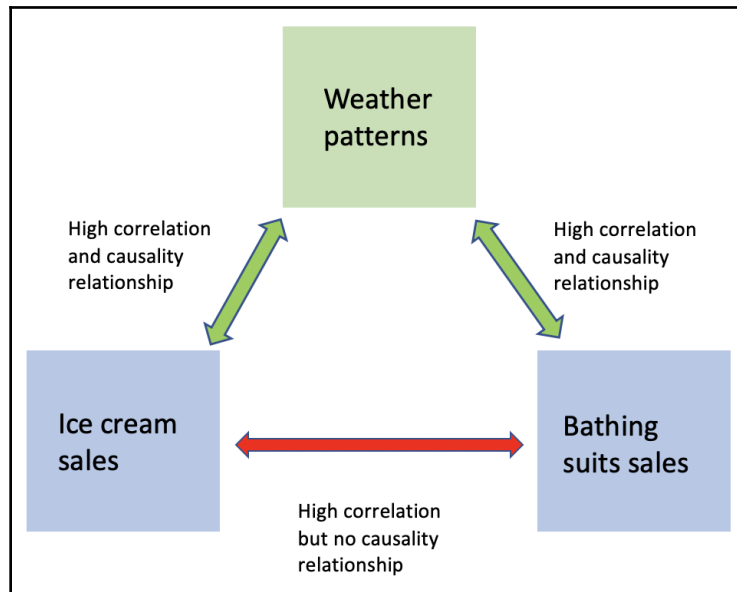 Weather
patterns
High correlation
and causality
relationship
High correlation
and causality
relationship
Ice cream
sales
Bathing
suits sales
High correlation
but no causality
relationship